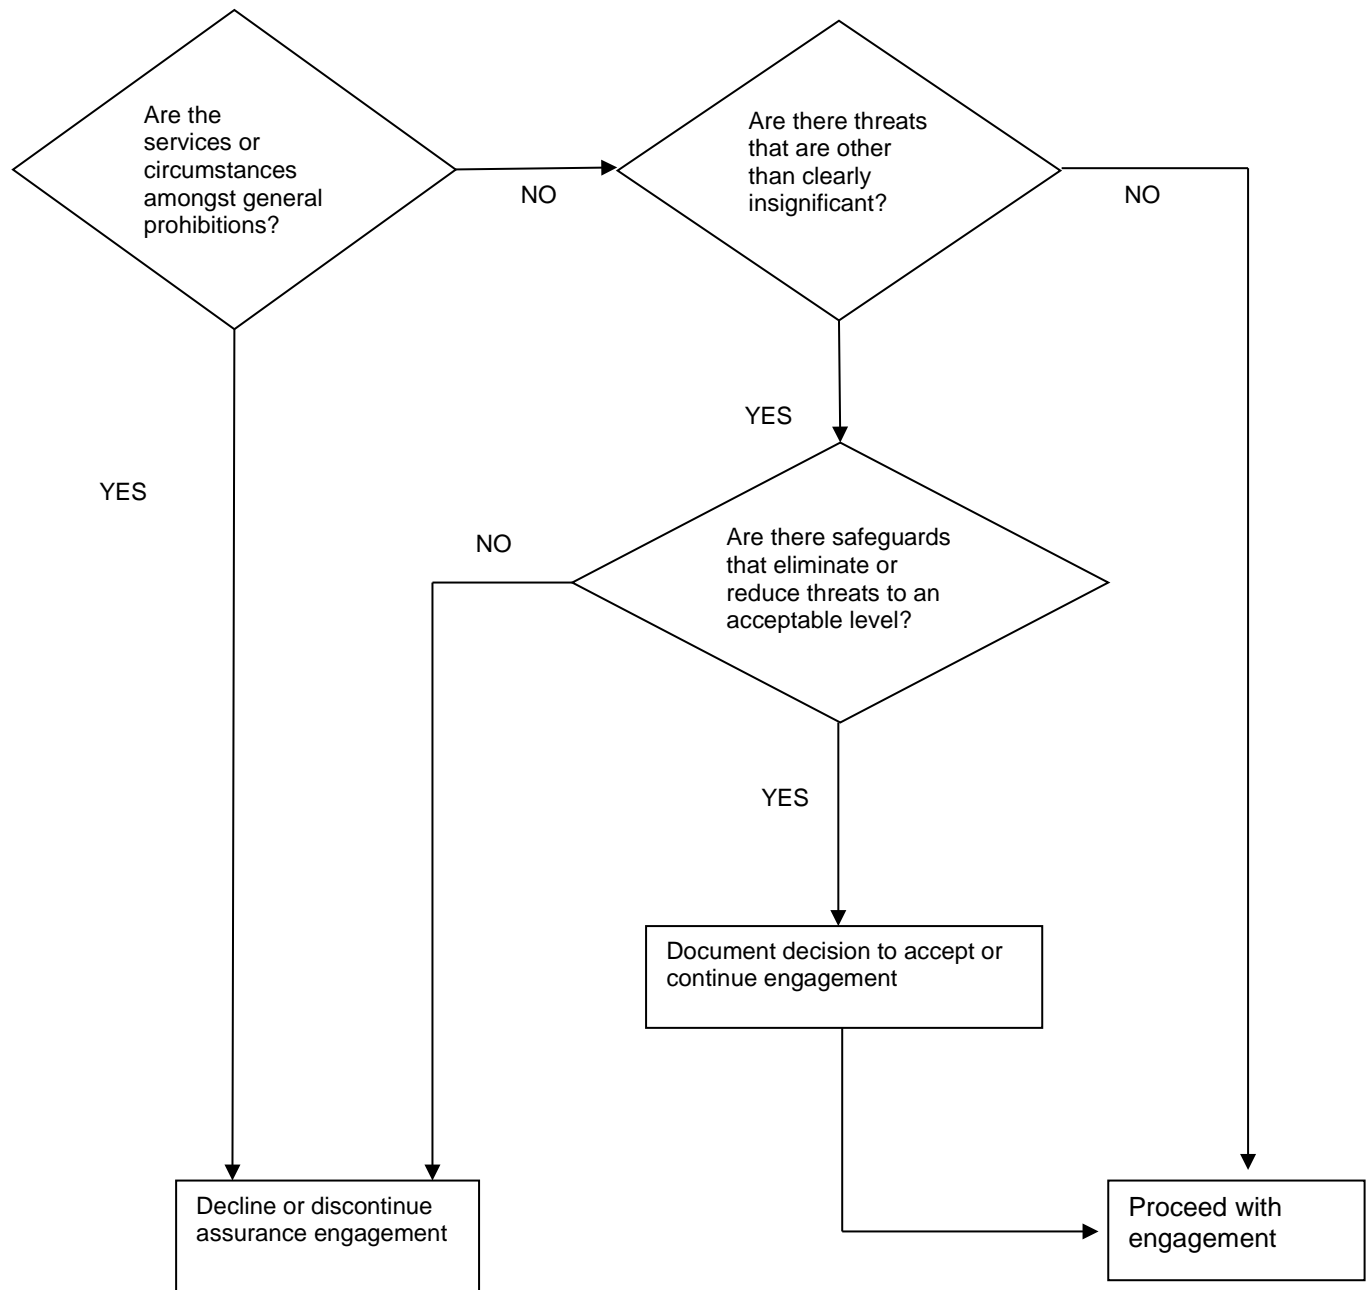 Are the
services or
circumstances
amongst general
prohibitions?
NO
Are there threats
that are other
than clearly
insignificant?
NO
YES
YES
NO
Are there safeguards
that eliminate or
reduce threats to an
acceptable level?
YES
Document decision to accept or
continue engagement
Decline or discontinue
assurance engagement
Proceed with
engagement